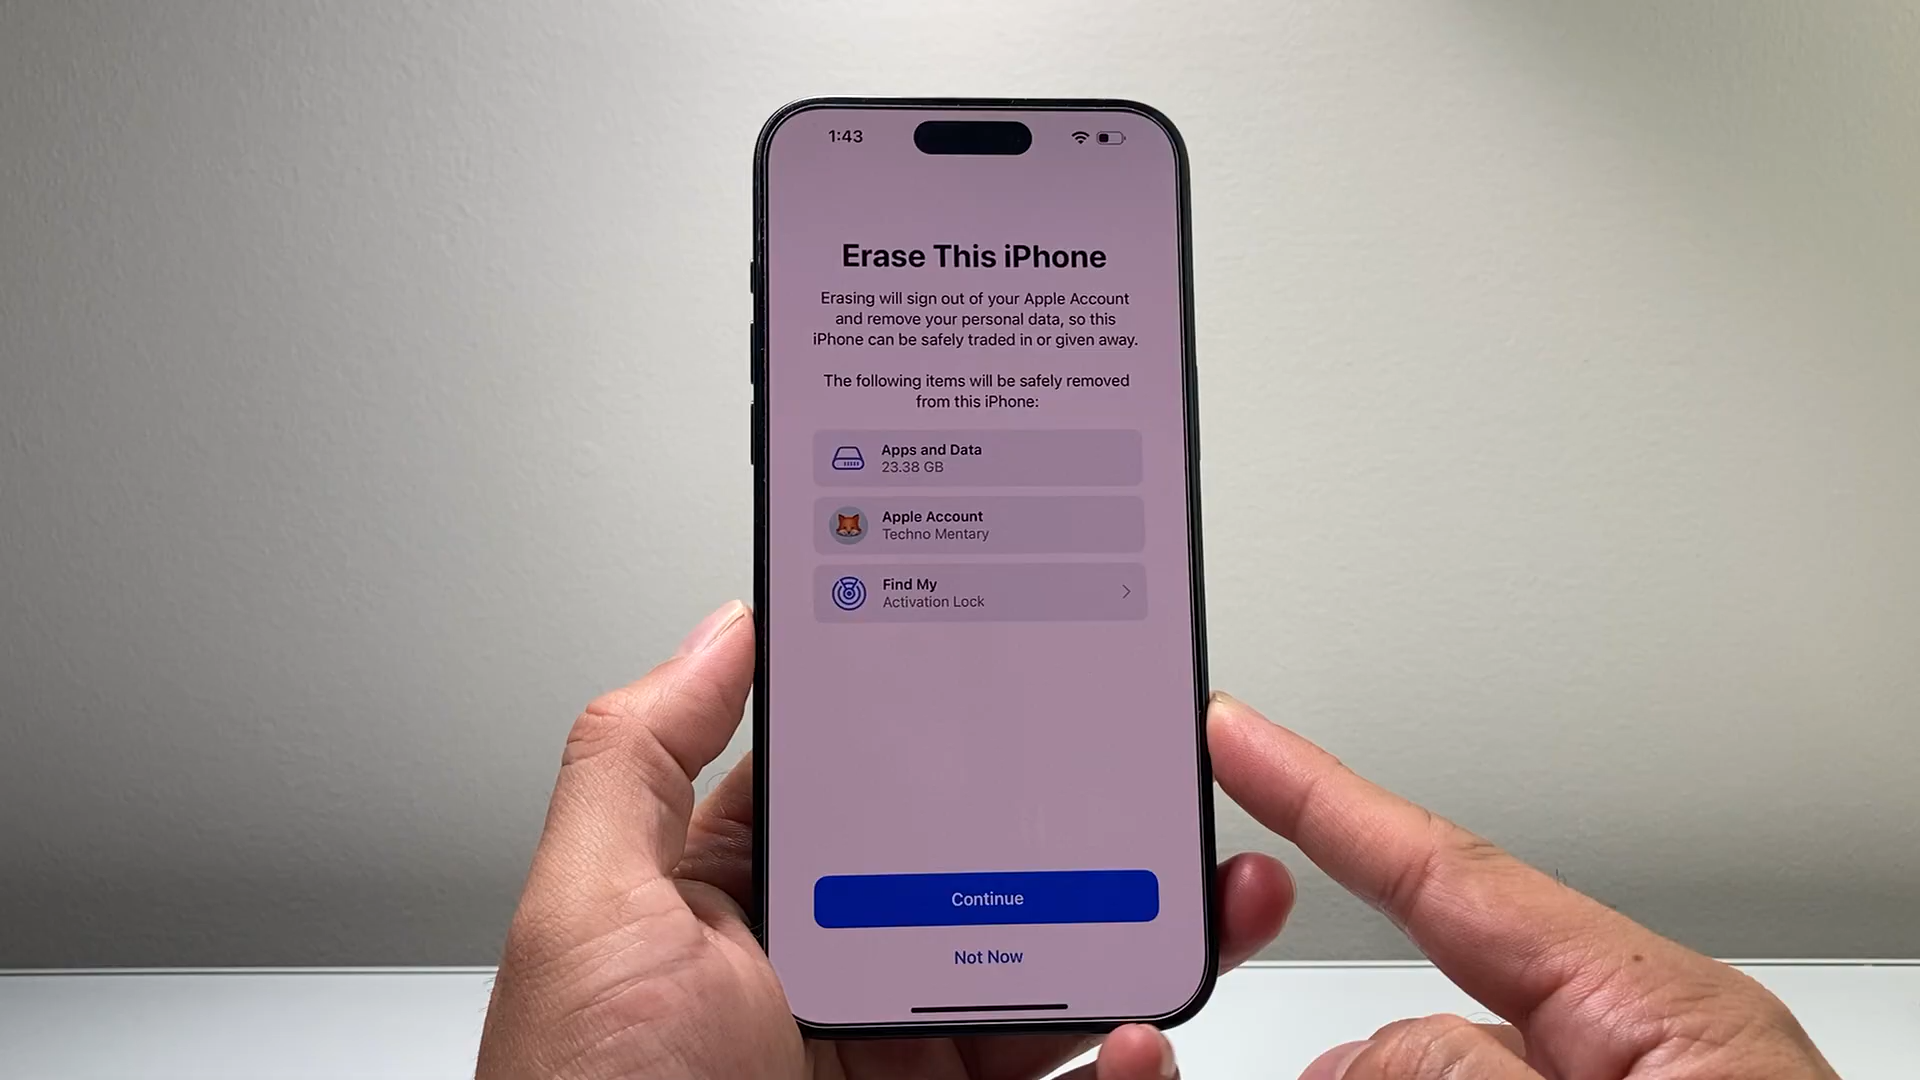 1:43
Erase This iPhone
Erasing will sign out of your Apple Account
and remove your personal data, so this
iPhone can be safely traded in or given away.
The following items will be safely removed
from this iPhone:
Apps and Data
23.38 GB
Apple Account
Techno Mentary
Find My
Activation Lock
Continue
Not Now